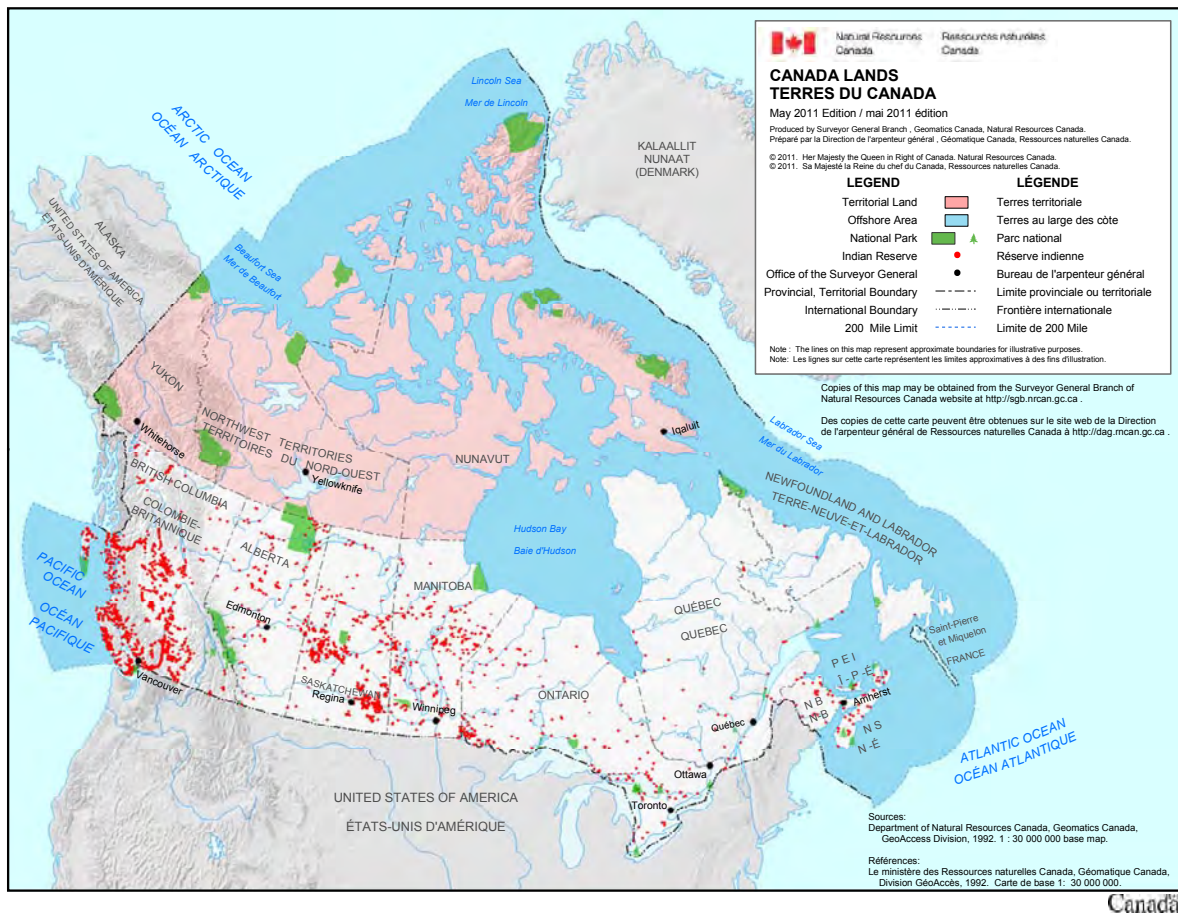 Natural Resources Canada
Ressources naturelles Canada
CANADA LANDS
TERRES DU CANADA
May 2011 Edition / mai 2011 édition
Produced by Surveyor General Branch , Geomatics Canada, Natural Resources Canada.
Préparé par la Direction de l'arpenteur général , Géomatique Canada, Ressources naturelles Canada.
© 2011. Her Majesty the Queen in Right of Canada. Natural Resources Canada.
© 2011. Sa Majesté la Reine du chef du Canada, Ressources naturelles Canada.
LEGEND LÉGENDE
Territorial Land Terres territoriale
Offshore Area Terres au large des côte
National Park Parc national
Indian Reserve Réserve indienne
Office of the Surveyor General Bureau de l'arpenteur général
Provincial, Territorial Boundary Limite provinciale ou territoriale
International Boundary Frontière internationale
200 Mile Limit Limite de 200 Mile
Note : The lines on this map represent approximate boundaries for illustrative purposes.
Note: Les lignes sur cette carte représentent les limites approximatives à des fins d'illustration.
Copies of this map may be obtained from the Surveyor General Branch of
Natural Resources Canada website at http://sgb.nrcan.gc.ca .
Des copies de cette carte peuvent être obtenues sur le site web de la Direction
de l'arpenteur général de Ressources naturelles Canada à http://dag.rncan.gc.ca .
Lincoln Sea
Mer de Lincoln
ARCTIC OCEAN
OCÉAN ARCTIQUE
KALAALLIT
NUNAAT
(DENMARK)
ALASKA
UNITED STATES OF AMERICA
ÉTATS-UNIS D'AMÉRIQUE
Beaufort Sea
Mer de Beaufort
YUKON
Whitehorse
NORTHWEST TERRITORIES
TERRITOIRES DU NORD-OUEST
Yellowknife
NUNAVUT
Iqaluit
Labrador Sea
Mer du Labrador
NEWFOUNDLAND AND LABRADOR
TERRE-NEUVE-ET-LABRADOR
BRITISH COLUMBIA
COLOMBIE-
BRITANNIQUE
Hudson Bay
Baie d'Hudson
ALBERTA
MANITOBA
PACIFIC
OCEAN
OCÉAN
PACIFIQUE
Edmonton
QUÉBEC
QUEBEC
Saint-Pierre
et Miquelon
FRANCE
Vancouver
SASKATCHEWAN
Regina
Winnipeg
ONTARIO
P E I
Î -P -É
N B
N B
Amherst
N S
N -É
Québec
Ottawa
Toronto
ATLANTIC OCEAN
OCÉAN ATLANTIQUE
UNITED STATES OF AMERICA
ÉTATS-UNIS D'AMÉRIQUE
Sources:
Department of Natural Resources Canada, Geomatics Canada,
GeoAccess Division, 1992. 1 : 30 000 000 base map.
Références:
Le ministère des Ressources naturelles Canada, Géomatique Canada,
Division GéoAccès, 1992. Carte de base 1: 30 000 000.
Canada